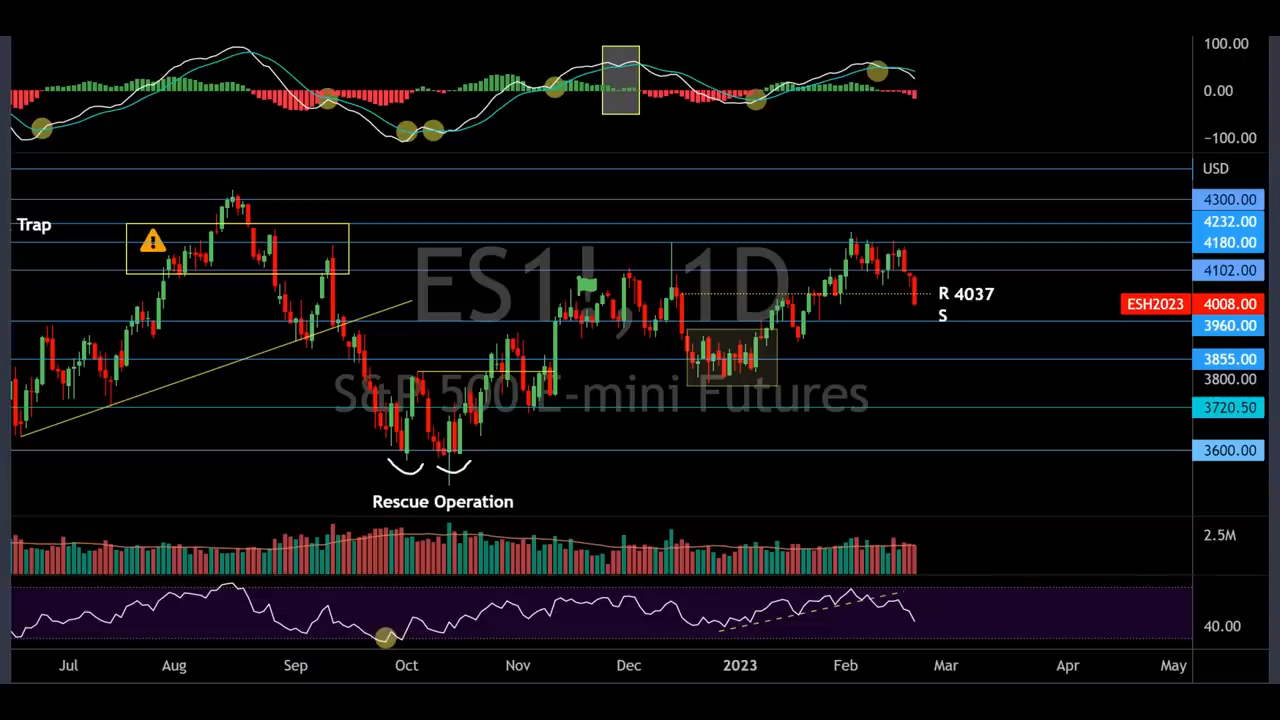 100.00
0.00
−100.00
USD
Trap
4300.00
4232.00
4180.00
4102.00
ES1!, 1D
R 4037
S
ESH2023 4008.00
3960.00
3855.00
3800.00
S&P 500 E-mini Futures
3720.50
3600.00
Rescue Operation
2.5M
40.00
Jul Aug Sep Oct Nov Dec 2023 Feb Mar Apr May